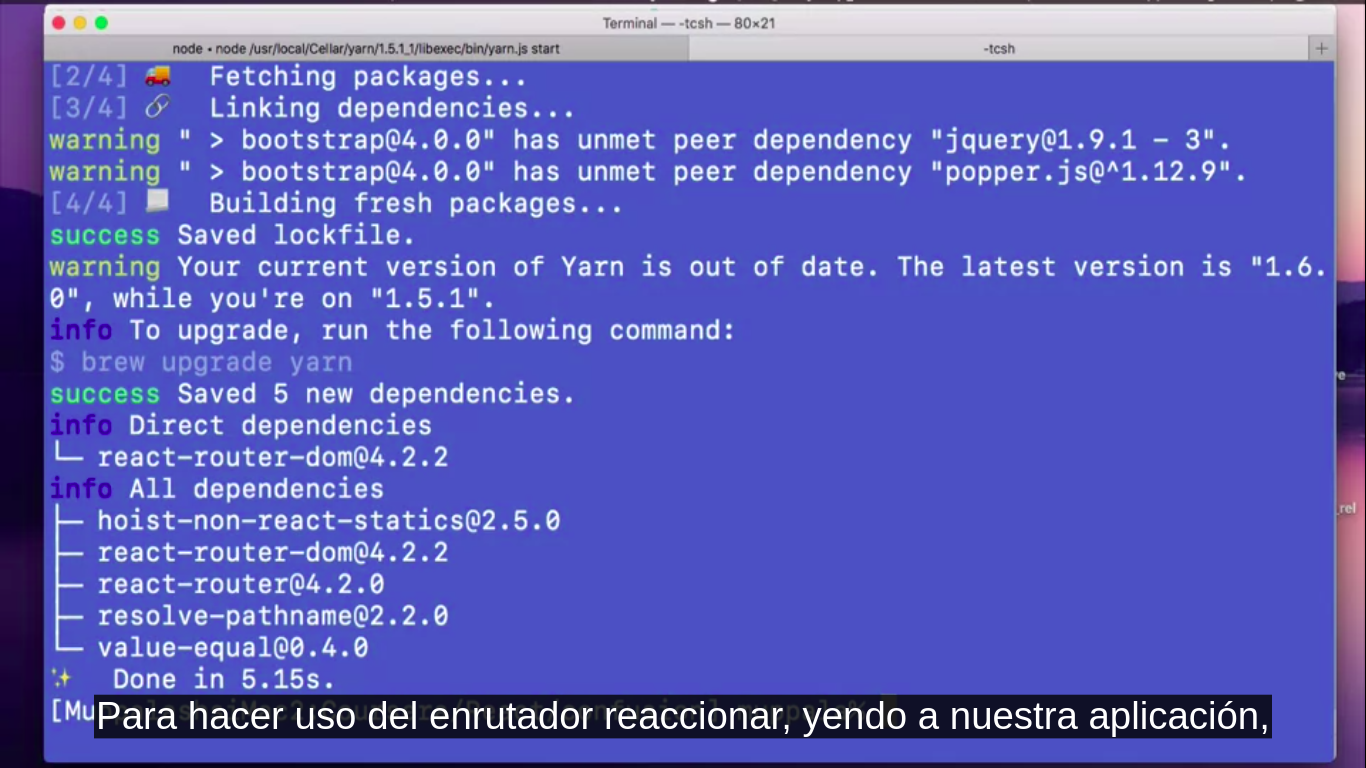 Terminal — -tcsh — 80×21
node • node /usr/local/Cellar/yarn/1.5.1_1/libexec/bin/yarn.js start
-tcsh
[2/4] 🚚 Fetching packages...
[3/4] 🔗 Linking dependencies...
warning " > bootstrap@4.0.0" has unmet peer dependency "jquery@1.9.1 - 3".
warning " > bootstrap@4.0.0" has unmet peer dependency "popper.js@^1.12.9".
[4/4] 📃 Building fresh packages...
success Saved lockfile.
warning Your current version of Yarn is out of date. The latest version is "1.6.
0", while you're on "1.5.1".
info To upgrade, run the following command:
$ brew upgrade yarn
success Saved 5 new dependencies.
info Direct dependencies
└─ react-router-dom@4.2.2
info All dependencies
├─ hoist-non-react-statics@2.5.0
├─ react-router-dom@4.2.2
├─ react-router@4.2.0
├─ resolve-pathname@2.2.0
└─ value-equal@0.4.0
✨ Done in 5.15s.
[Mu
Para hacer uso del enrutador reaccionar, yendo a nuestra aplicación,
_rel